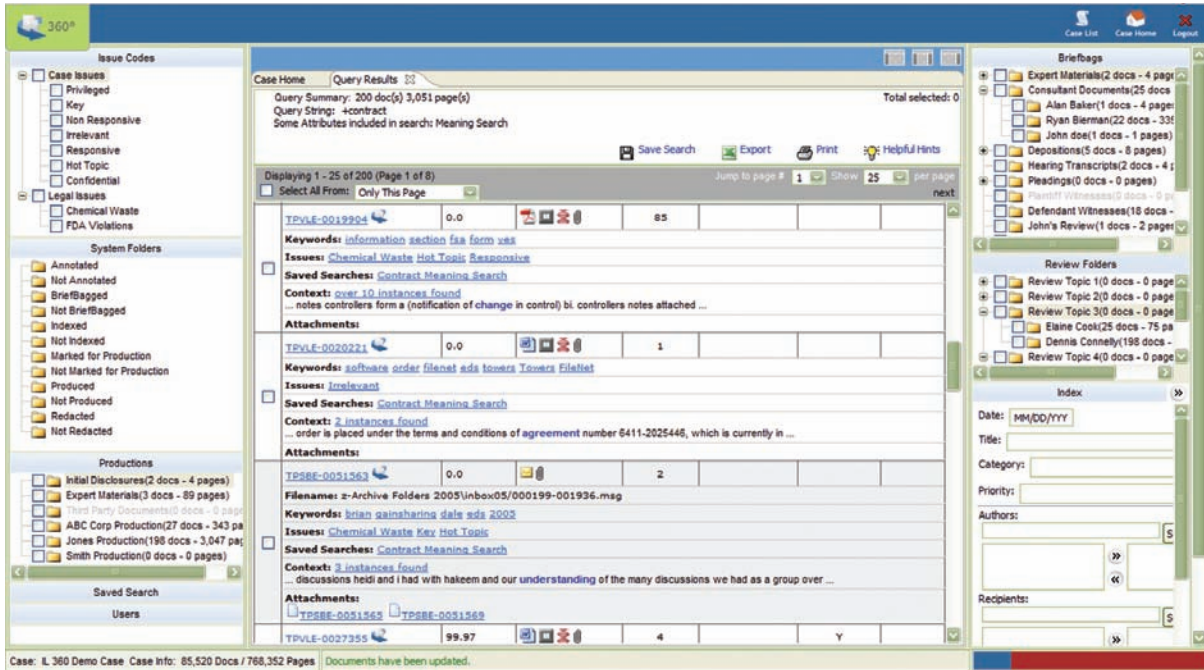 360°
Case List
Case Home
Logout
Issue Codes
Case Issues
Privileged
Key
Non Responsive
Irrelevant
Responsive
Hot Topic
Confidential
Legal Issues
Chemical Waste
FDA Violations
System Folders
Annotated
Not Annotated
BriefBagged
Not BriefBagged
Indexed
Not Indexed
Marked for Production
Not Marked for Production
Produced
Not Produced
Redacted
Not Redacted
Productions
Initial Disclosures(2 docs - 4 pages)
Expert Materials(3 docs - 89 pages)
Third Party Documents(0 docs - 0 page
ABC Corp Production(27 docs - 343 pa
Jones Production(198 docs - 3,047 pag
Smith Production(0 docs - 0 pages)
Saved Search
Users
Case Home
Query Results
Query Summary: 200 doc(s) 3,051 page(s)
Total selected: 0
Query String: +contract
Some Attributes included in search: Meaning Search
Save Search
Export
Print
Helpful Hints
Displaying 1 - 25 of 200 (Page 1 of 8)
Jump to page # 1 Show 25 per page
Select All From: Only This Page
next
TPVLE-0019904 0.0 85
Keywords: information section fsa form yes
Issues: Chemical Waste Hot Topic Responsive
Saved Searches: Contract Meaning Search
Context: over 10 instances found
... notes controllers form a (notification of change in control) bi. controllers notes attached ...
Attachments:
TPVLE-0020221 0.0 1
Keywords: software order filenet eds towers Towers FileNet
Issues: Irrelevant
Saved Searches: Contract Meaning Search
Context: 2 instances found
... order is placed under the terms and conditions of agreement number 6411-2025446, which is currently in ...
Attachments:
TPSBE-0051563 0.0 2
Filename: z-Archive Folders 2005\inbox05/000199-001936.msg
Keywords: brian gainsharing dale eds 2005
Issues: Chemical Waste Key Hot Topic
Saved Searches: Contract Meaning Search
Context: 3 instances found
... discussions heidi and i had with hakeem and our understanding of the many discussions we had as a group over ...
Attachments:
TPSBE-0051565 TPSBE-0051569
TPVLE-0027355 99.97 4 Y
Briefbags
Expert Materials(2 docs - 4 page
Consultant Documents(25 docs
Alan Baker(1 docs - 4 page
Ryan Bierman(22 docs - 335
John doe(1 docs - 1 pages)
Depositions(5 docs - 8 pages)
Hearing Transcripts(2 docs - 4
Pleadings(0 docs - 0 pages)
Plaintiff Witnesses(0 docs - 0 pa
Defendant Witnesses(18 docs -
John's Review(1 docs - 2 page
Review Folders
Review Topic 1(0 docs - 0 page
Review Topic 2(0 docs - 0 page
Review Topic 3(0 docs - 0 page
Elaine Cook(25 docs - 75 pa
Dennis Connelly(198 docs -
Review Topic 4(0 docs - 0 page
Index
Date: MM/DD/YYY
Title:
Category:
Priority:
Authors:
S
Recipients:
S
Case: IL 360 Demo Case Case Info: 85,520 Docs / 768,352 Pages
Documents have been updated.